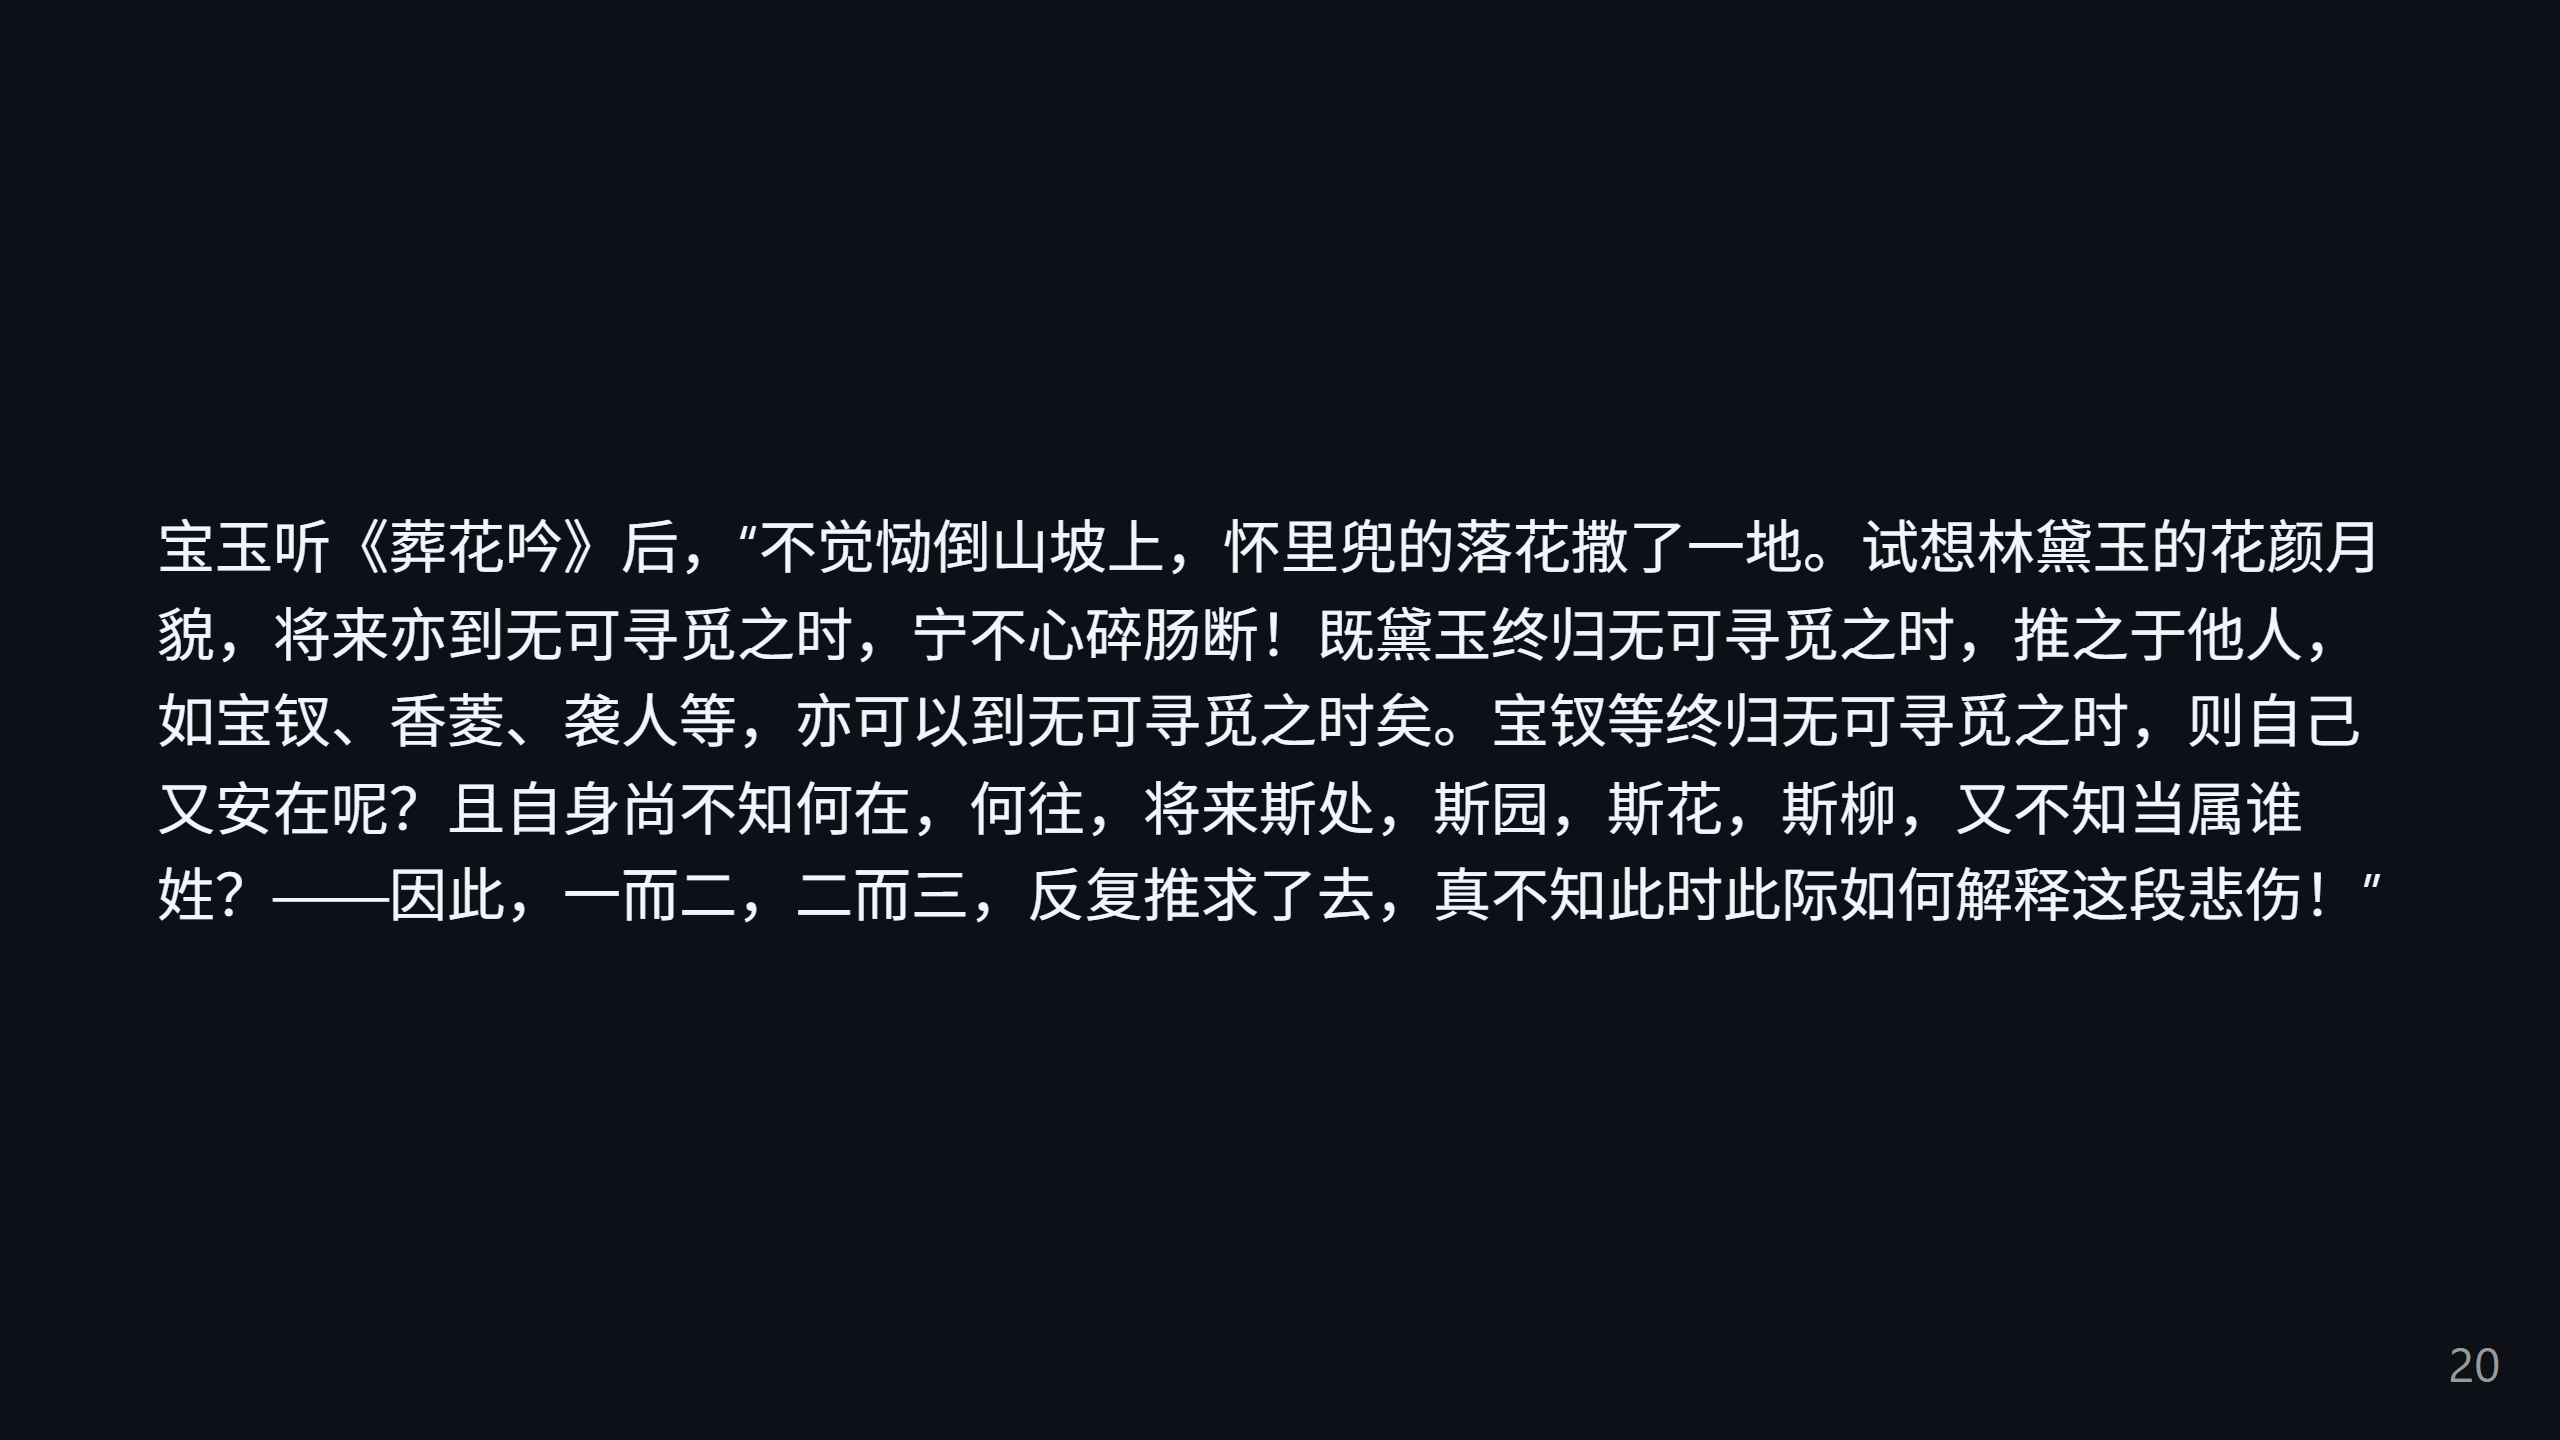 宝玉听《葬花吟》后，“不觉恸倒山坡上，怀里兜的落花撒了一地。试想林黛玉的花颜月
貌，将来亦到无可寻觅之时，宁不心碎肠断！既黛玉终归无可寻觅之时，推之于他人，
如宝钗、香菱、袭人等，亦可以到无可寻觅之时矣。宝钗等终归无可寻觅之时，则自己
又安在呢？且自身尚不知何在，何往，将来斯处，斯园，斯花，斯柳，又不知当属谁
姓？——因此，一而二，二而三，反复推求了去，真不知此时此际如何解释这段悲伤！”
20